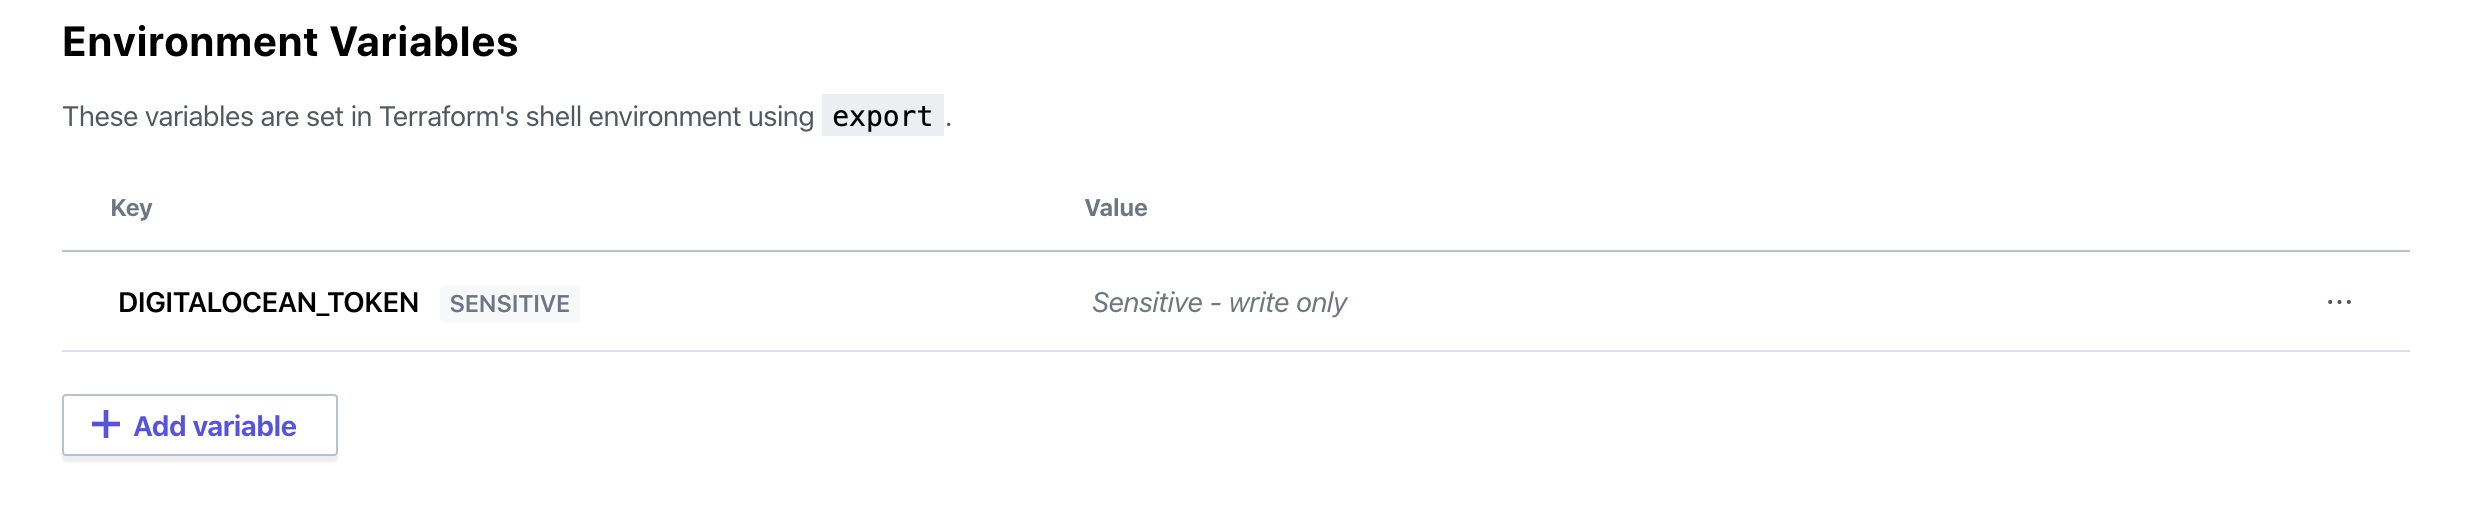 Environment Variables
These variables are set in Terraform's shell environment using export.
Key Value
DIGITALOCEAN_TOKEN SENSITIVE Sensitive - write only ...
+ Add variable